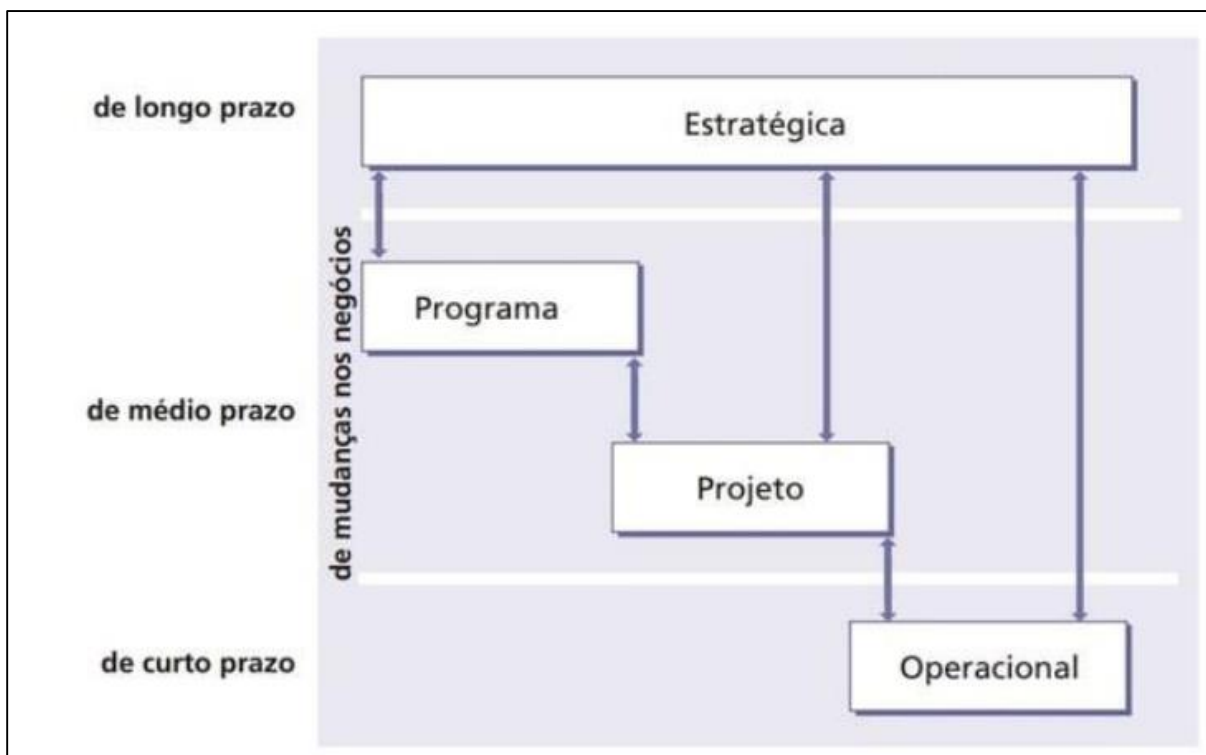 de longo prazo
Estratégica
de mudanças nos negócios
Programa
de médio prazo
Projeto
de curto prazo
Operacional